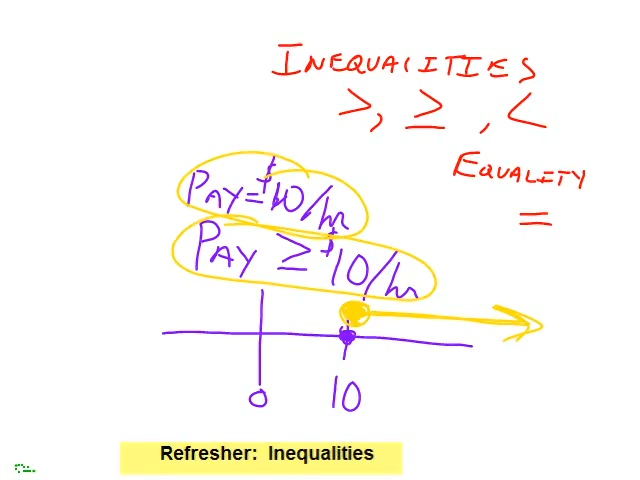 INEQUALITIES
>, ≥, <
EQUALITY
=
PAY = $10/hr
PAY ≥ $10/hr
0 10
Refresher: Inequalities